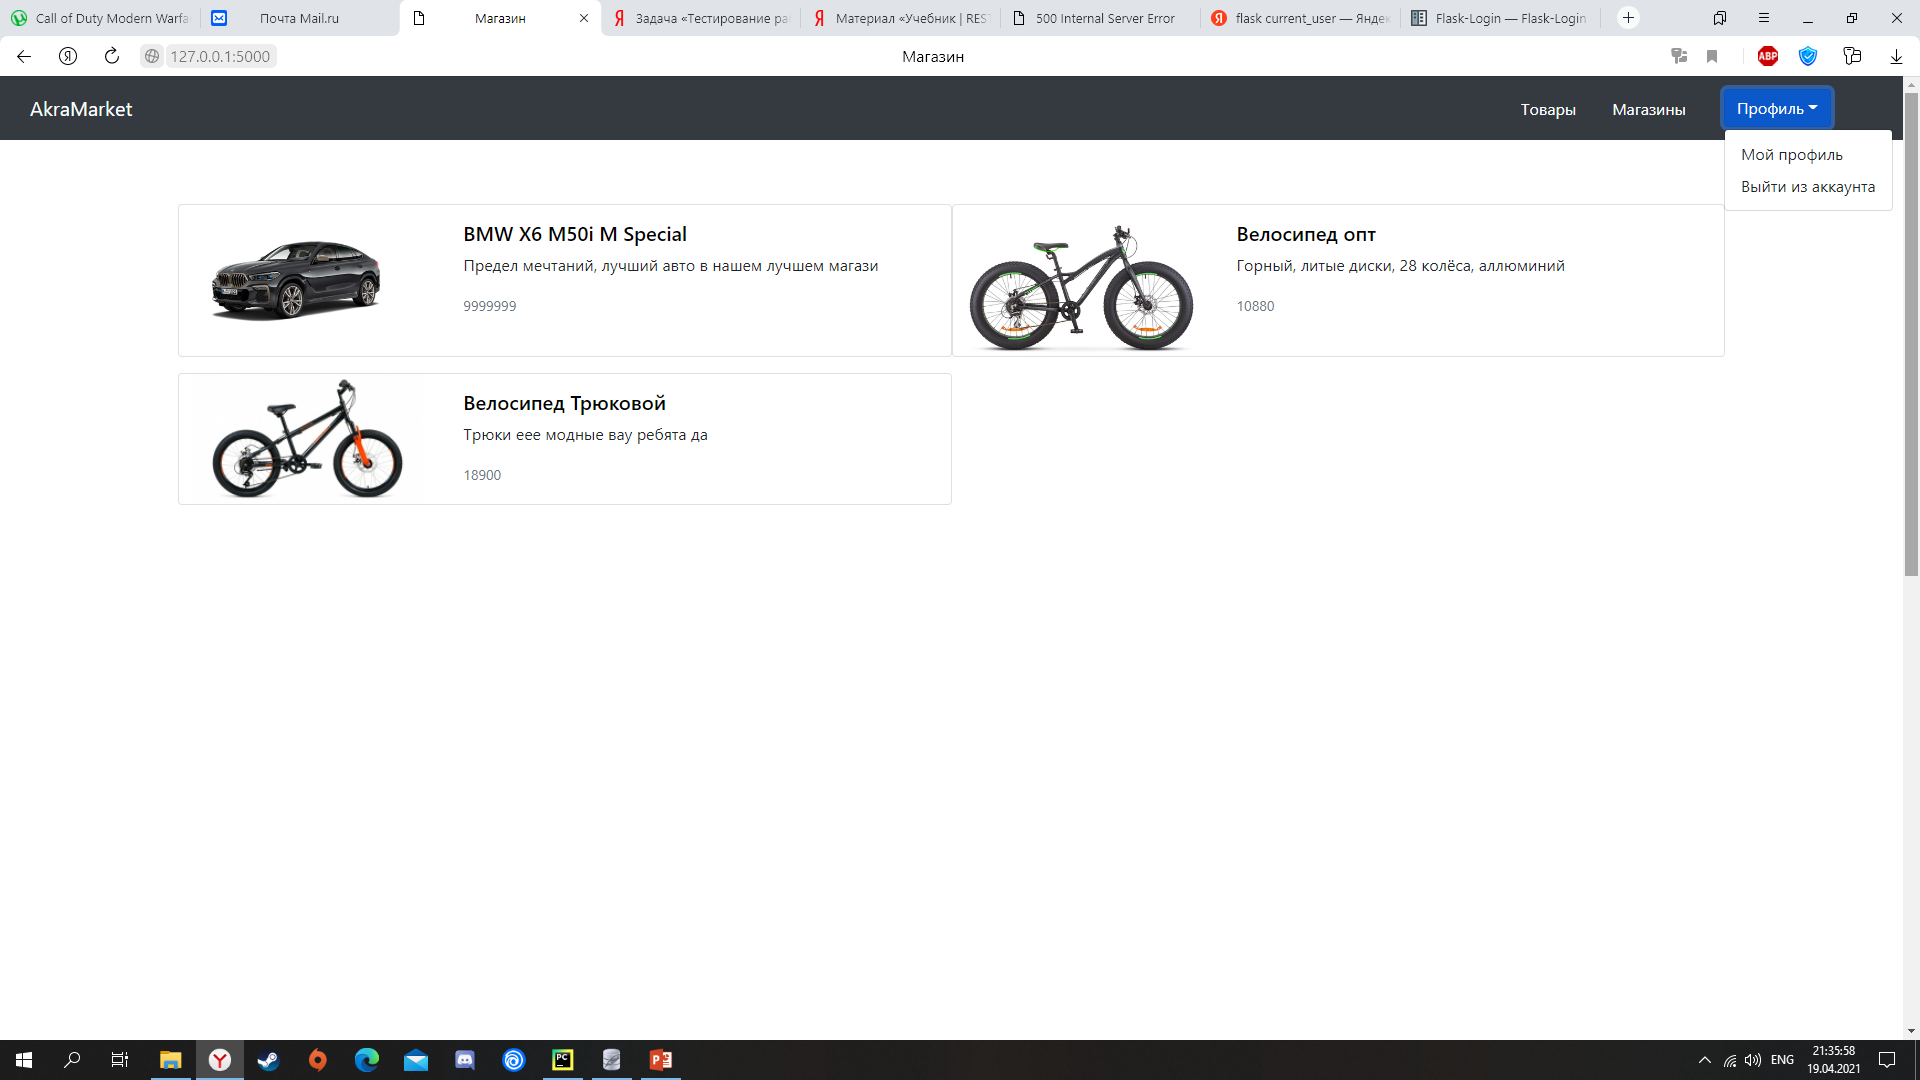 Call of Duty Modern Warfa
Почта Mail.ru
Магазин
Задача «Тестирование ра
Материал «Учебник | REST
500 Internal Server Error
flask current_user — Яндек
Flask-Login — Flask-Login
127.0.0.1:5000
Магазин
ABP
AkraMarket
Товары
Магазины
Профиль
Мой профиль
Выйти из аккаунта
BMW X6 M50i M Special
Предел мечтаний, лучший авто в нашем лучшем магази
9999999
Велосипед опт
Горный, литые диски, 28 колёса, аллюминий
10880
Велосипед Трюковой
Трюки еее модные вау ребята да
18900
PC
ENG
21:35:58
19.04.2021